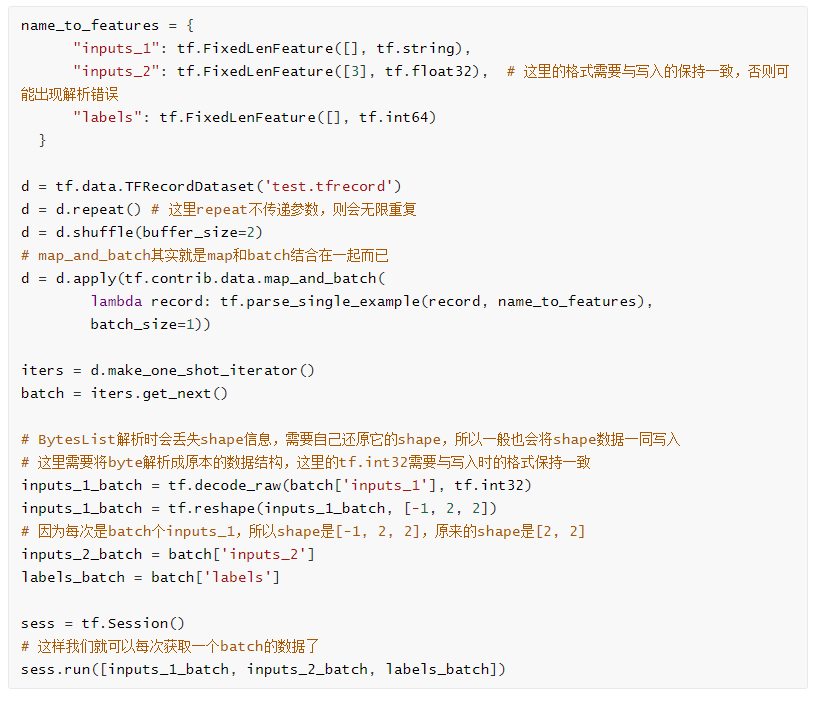 name_to_features = {
      "inputs_1": tf.FixedLenFeature([], tf.string),
      "inputs_2": tf.FixedLenFeature([3], tf.float32),  # 这里的格式需要与写入的保持一致，否则可
能出现解析错误
      "labels": tf.FixedLenFeature([], tf.int64)
  }

d = tf.data.TFRecordDataset('test.tfrecord')
d = d.repeat() # 这里repeat不传递参数，则会无限重复
d = d.shuffle(buffer_size=2)
# map_and_batch其实就是map和batch结合在一起而已
d = d.apply(tf.contrib.data.map_and_batch(
        lambda record: tf.parse_single_example(record, name_to_features),
        batch_size=1))

iters = d.make_one_shot_iterator()
batch = iters.get_next()

# BytesList解析时会丢失shape信息，需要自己还原它的shape，所以一般也会将shape数据一同写入
# 这里需要将byte解析成原本的数据结构，这里的tf.int32需要与写入时的格式保持一致
inputs_1_batch = tf.decode_raw(batch['inputs_1'], tf.int32)
inputs_1_batch = tf.reshape(inputs_1_batch, [-1, 2, 2])
# 因为每次是batch个inputs_1，所以shape是[-1, 2, 2]，原来的shape是[2, 2]
inputs_2_batch = batch['inputs_2']
labels_batch = batch['labels']

sess = tf.Session()
# 这样我们就可以每次获取一个batch的数据了
sess.run([inputs_1_batch, inputs_2_batch, labels_batch])